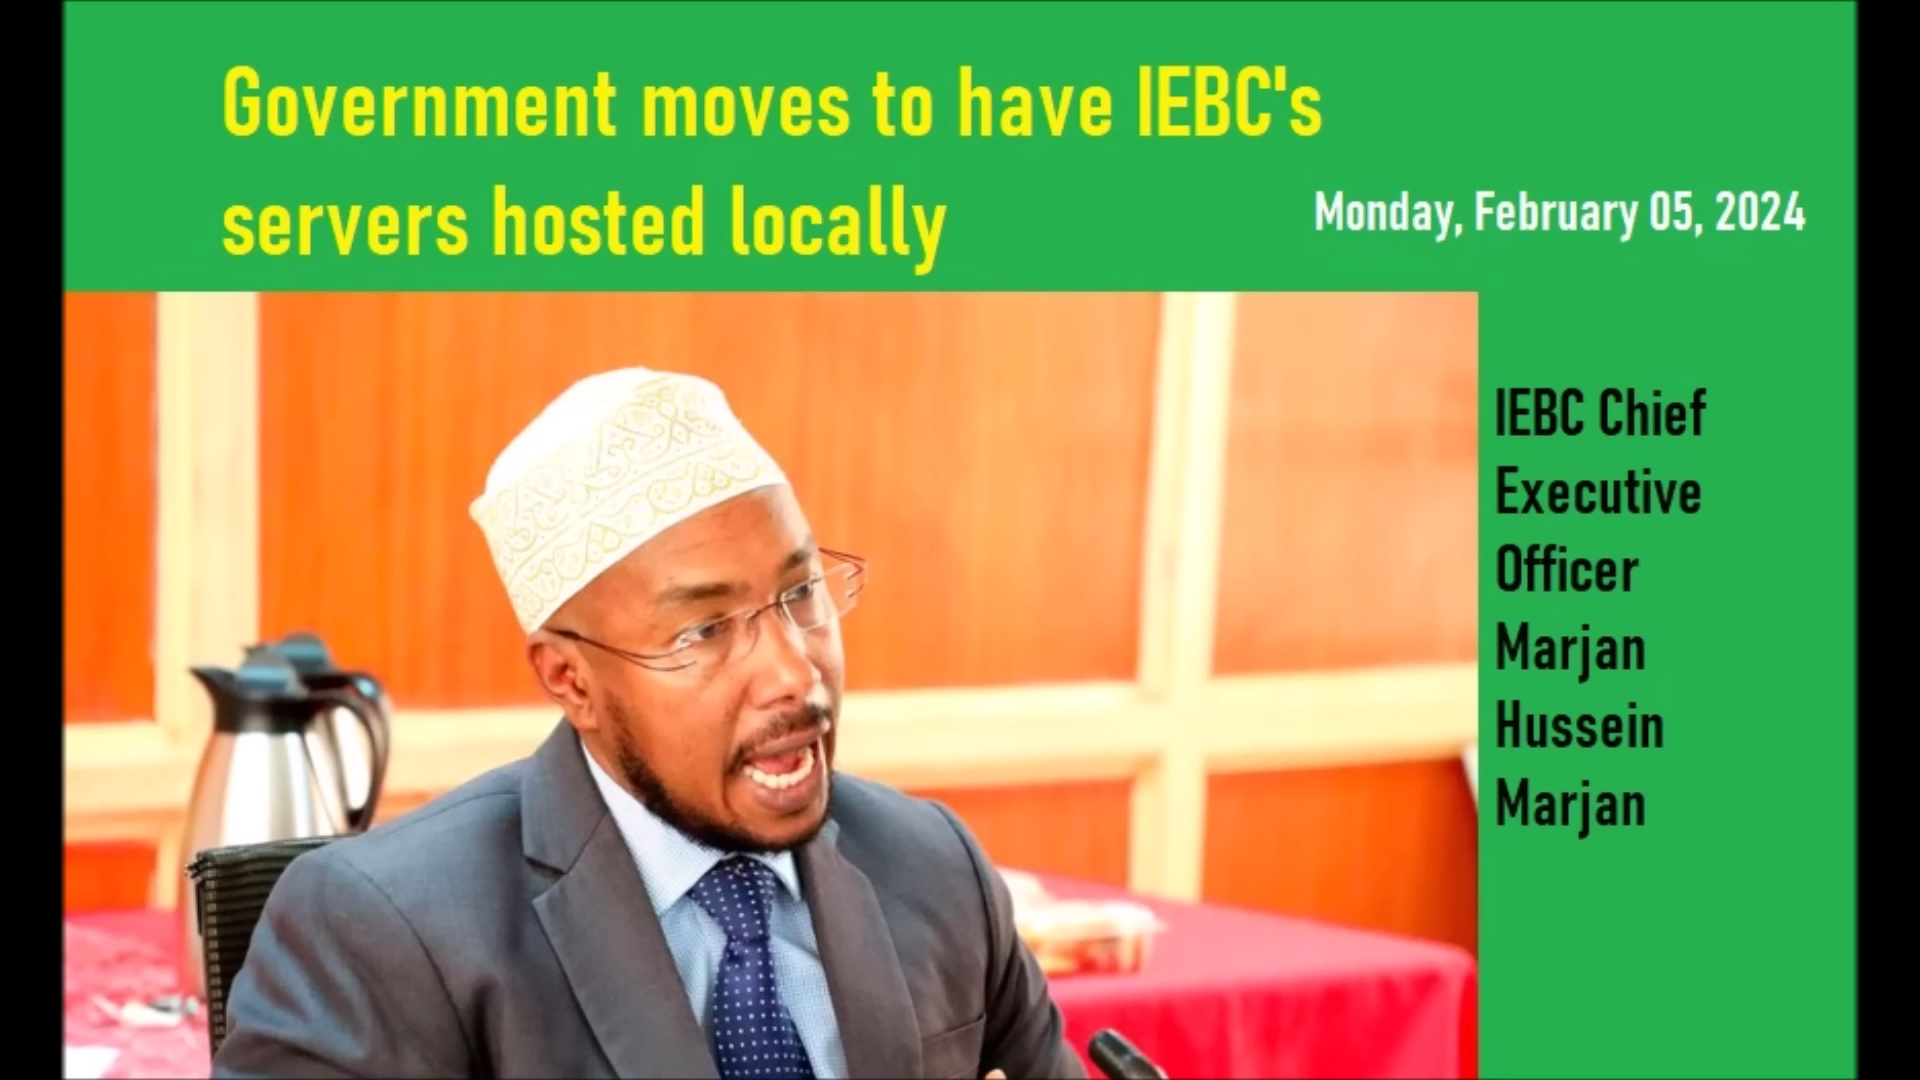 Government moves to have IEBC's
servers hosted locally
Monday, February 05, 2024
IEBC Chief
Executive
Officer
Marjan
Hussein
Marjan